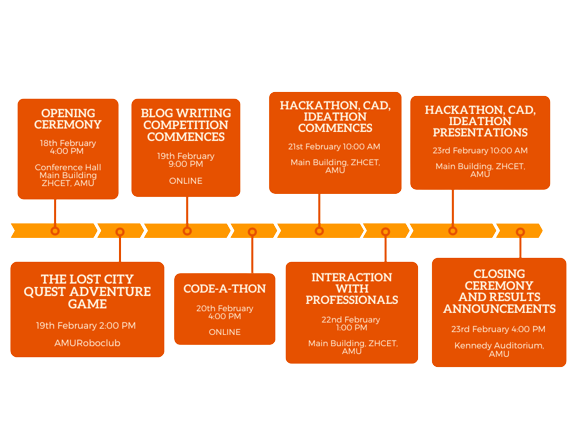 OPENING
CEREMONY
18th February
4:00 PM
Conference Hall
Main Building
ZHCET, AMU
BLOG WRITING
COMPETITION
COMMENCES
19th February
9:00 PM
ONLINE
HACKATHON, CAD,
IDEATHON
COMMENCES
21st February 10:00 AM
Main Building, ZHCET,
AMU
HACKATHON, CAD,
IDEATHON
PRESENTATIONS
23rd February 10:00 AM
Main Building, ZHCET,
AMU
THE LOST CITY
QUEST ADVENTURE
GAME
19th February 2:00 PM
AMURoboclub
CODE-A-THON
20th February
4:00 PM
ONLINE
INTERACTION
WITH
PROFESSIONALS
22nd February
1:00 PM
Main Building, ZHCET,
AMU
CLOSING
CEREMONY
AND RESULTS
ANNOUNCEMENTS
23rd February 4:00 PM
Kennedy Auditorium,
AMU